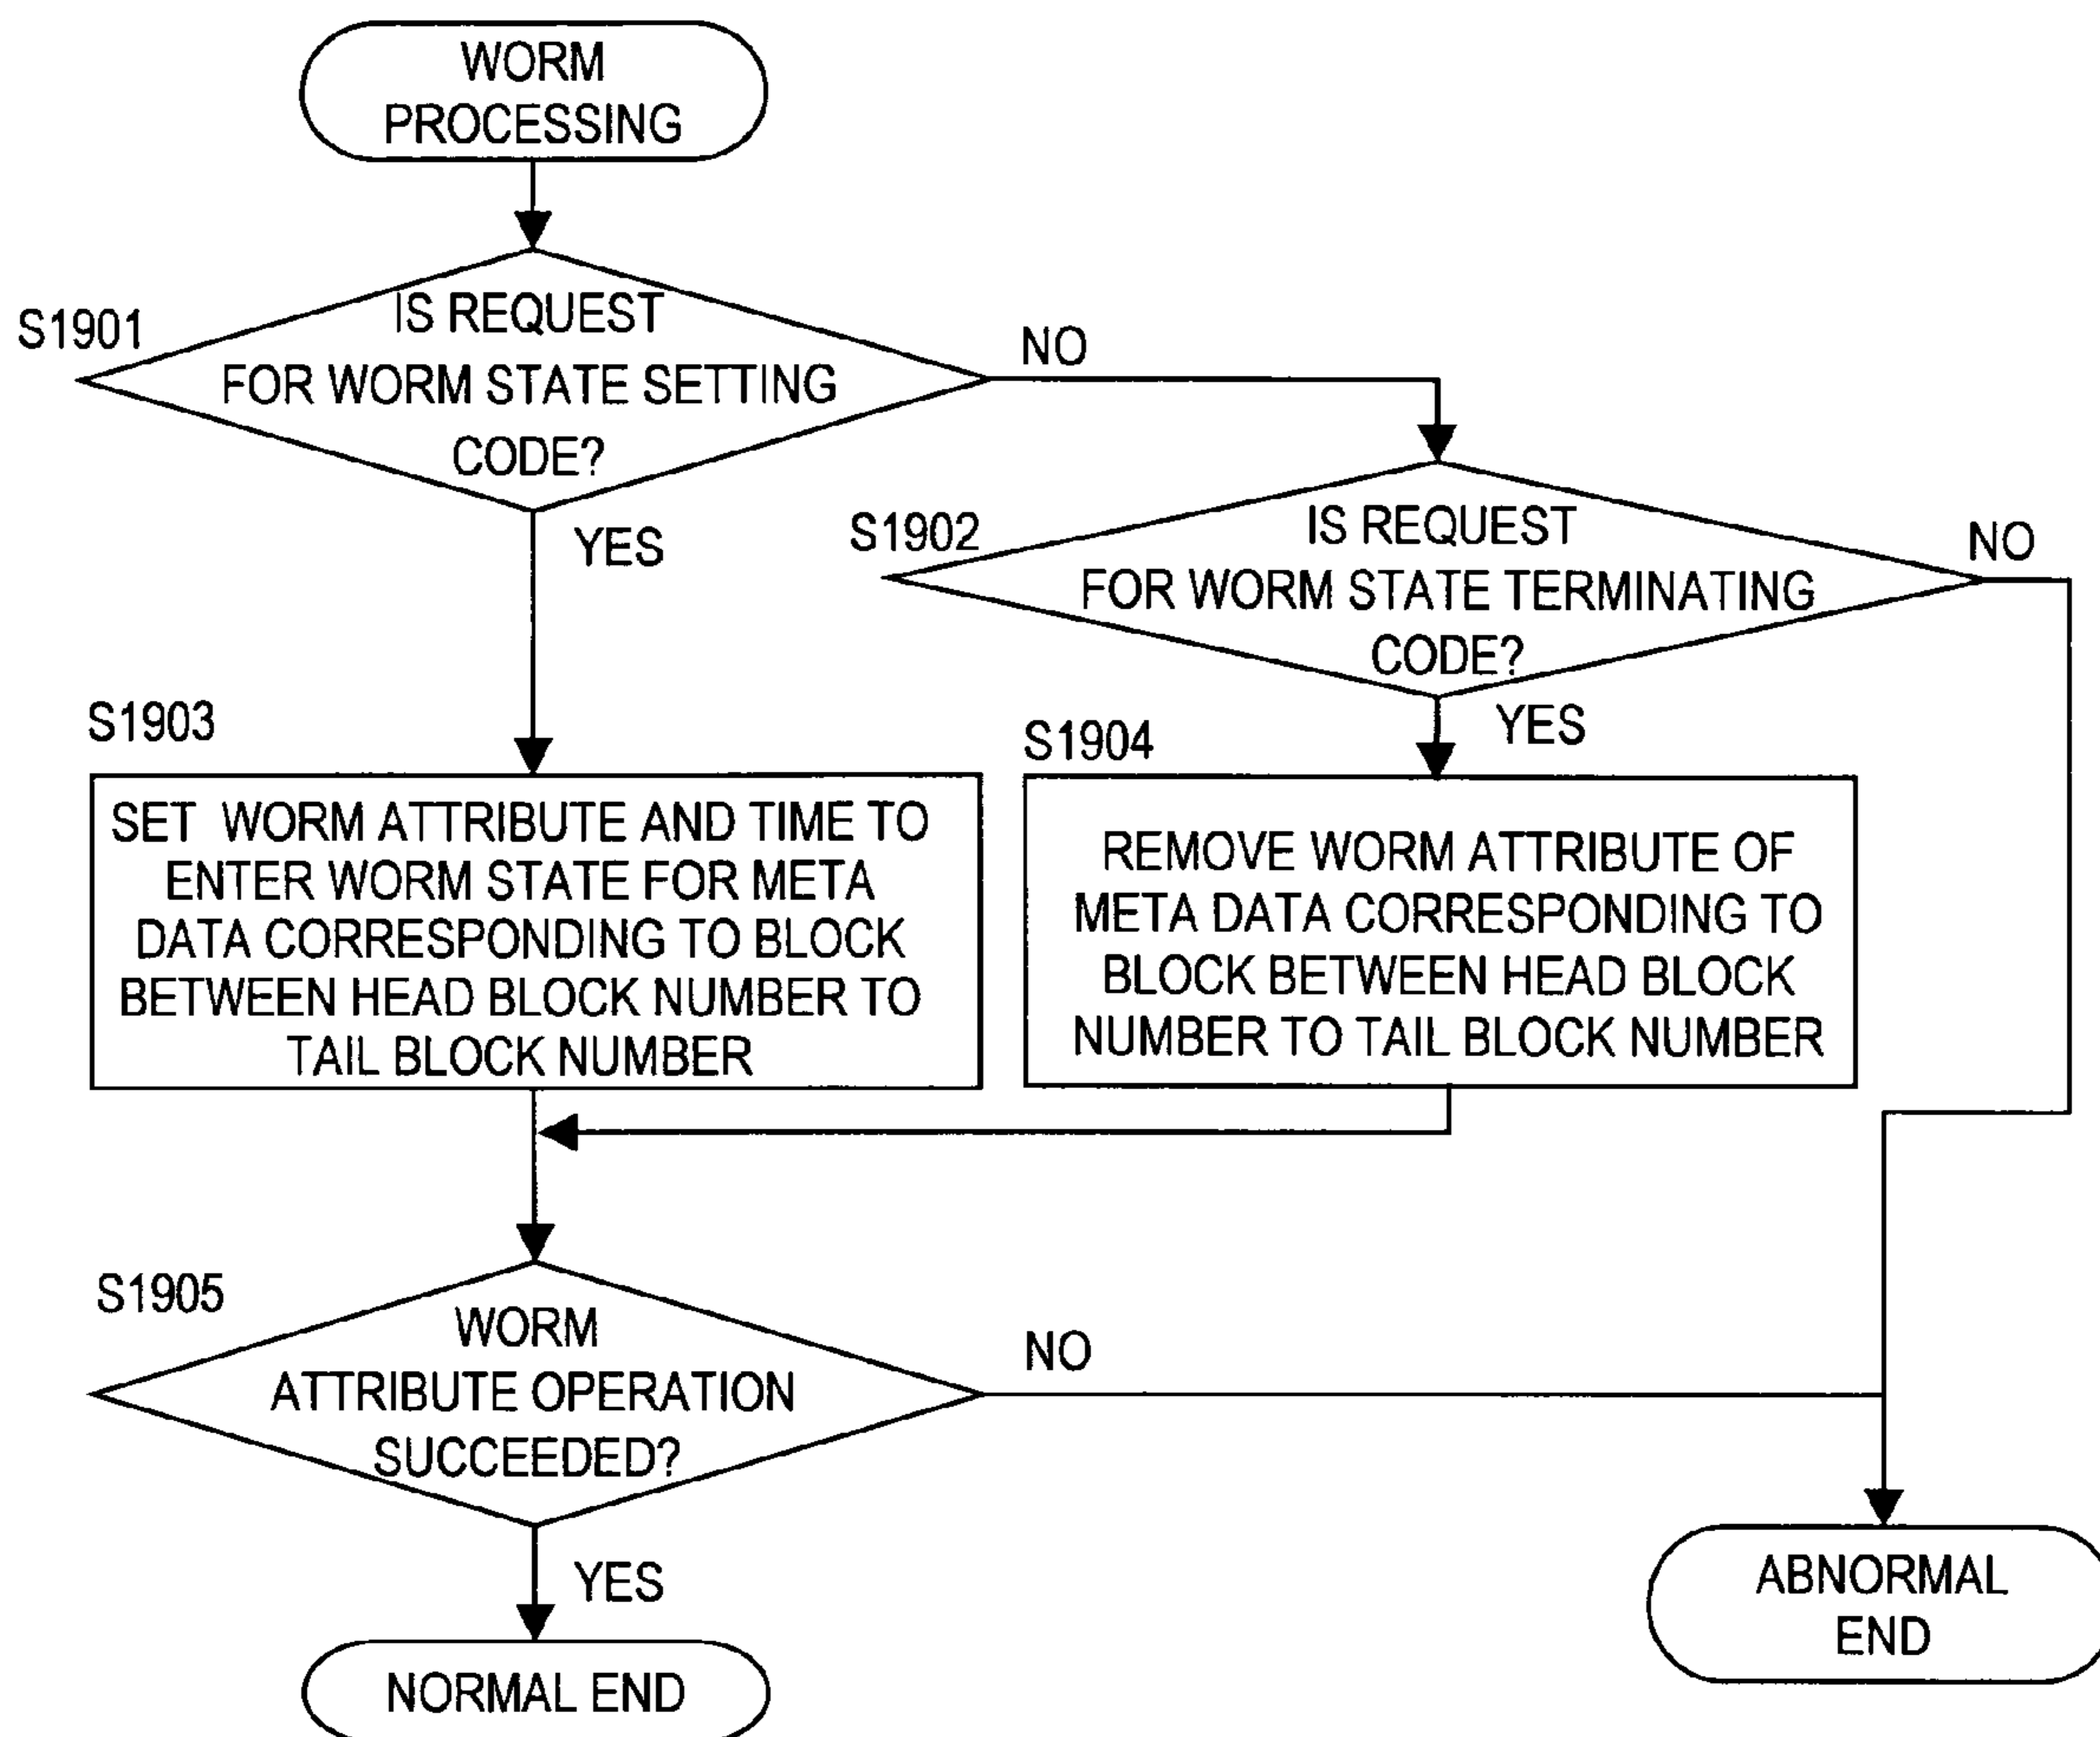 WORM
PROCESSING
S1901
IS REQUEST
FOR WORM STATE SETTING
CODE?
NO
YES
S1902
IS REQUEST
FOR WORM STATE TERMINATING
CODE?
NO
YES
S1903
SET WORM ATTRIBUTE AND TIME TO
ENTER WORM STATE FOR META
DATA CORRESPONDING TO BLOCK
BETWEEN HEAD BLOCK NUMBER TO
TAIL BLOCK NUMBER
S1904
REMOVE WORM ATTRIBUTE OF
META DATA CORRESPONDING TO
BLOCK BETWEEN HEAD BLOCK
NUMBER TO TAIL BLOCK NUMBER
S1905
WORM
ATTRIBUTE OPERATION
SUCCEEDED?
NO
YES
NORMAL END
ABNORMAL
END